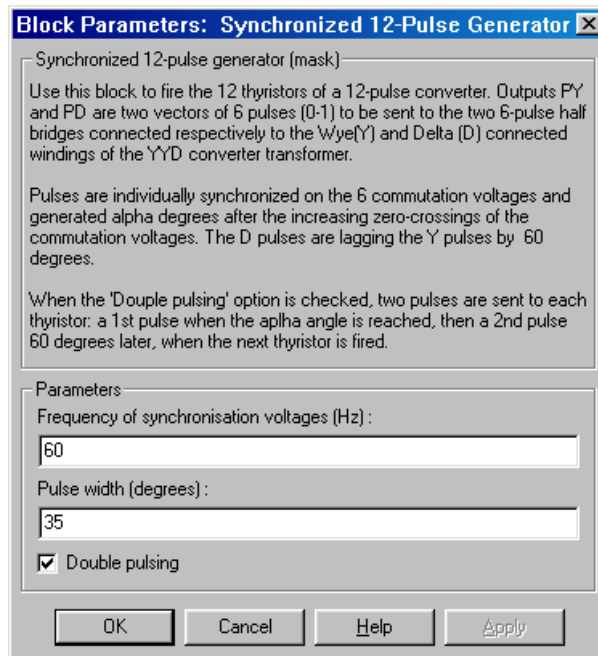 Block Parameters: Synchronized 12-Pulse Generator
Synchronized 12-pulse generator (mask)
Use this block to fire the 12 thyristors of a 12-pulse converter. Outputs PY
and PD are two vectors of 6 pulses (0-1) to be sent to the two 6-pulse half
bridges connected respectively to the Wye(Y) and Delta (D) connected
windings of the YYD converter transformer.
Pulses are individually synchronized on the 6 commutation voltages and
generated alpha degrees after the increasing zero-crossings of the
commutation voltages. The D pulses are lagging the Y pulses by  60
degrees.
When the 'Douple pulsing' option is checked, two pulses are sent to each
thyristor: a 1st pulse when the aplha angle is reached, then a 2nd pulse
60 degrees later, when the next thyristor is fired.
Parameters
Frequency of synchronisation voltages (Hz) :
60
Pulse width (degrees) :
35
Double pulsing
OK Cancel Help Apply